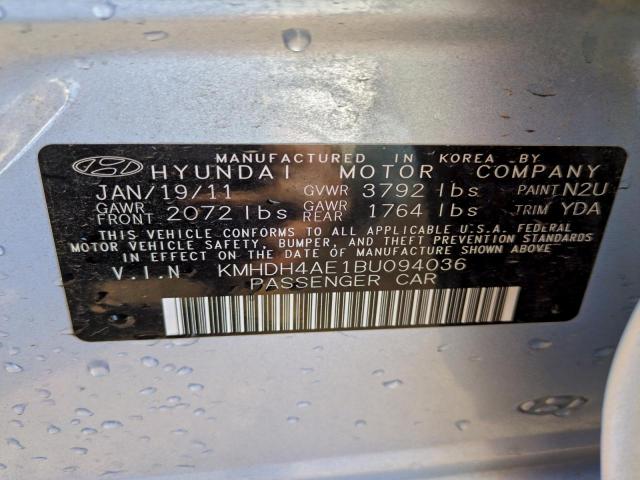 MANUFACTURED IN KOREA BY
HYUNDAI MOTOR COMPANY
JAN/19/11 GVWR 3792 lbs PAINT N2U
GAWR FRONT 2072 lbs GAWR REAR 1764 lbs TRIM YDA
THIS VEHICLE CONFORMS TO ALL APPLICABLE U.S.A. FEDERAL
MOTOR VEHICLE SAFETY, BUMPER, AND THEFT PREVENTION
STANDARDS IN EFFECT ON THE DATE OF MANUFACTURE SHOWN ABOVE
V.I.N. KMHDH4AE1BU094036
PASSENGER CAR